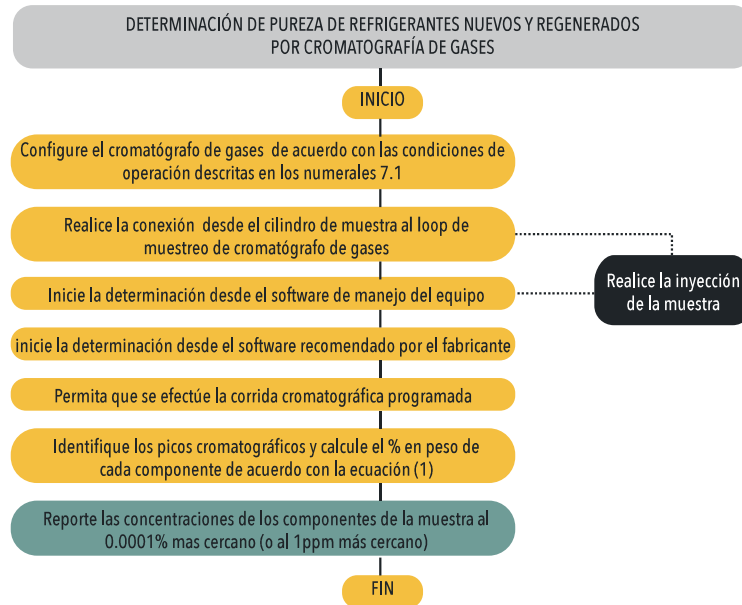 DETERMINACIÓN DE PUREZA DE REFRIGERANTES NUEVOS Y REGENERADOS
POR CROMATOGRAFÍA DE GASES
INICIO
Configure el cromatógrafo de gases de acuerdo con las condiciones de
operación descritas en los numerales 7.1
Realice la conexión desde el cilindro de muestra al loop de
muestreo de cromatógrafo de gases
Realice la inyección
de la muestra
Inicie la determinación desde el software de manejo del equipo
inicie la determinación desde el software recomendado por el fabricante
Permita que se efectúe la corrida cromatográfica programada
Identifique los picos cromatográficos y calcule el % en peso de
cada componente de acuerdo con la ecuación (1)
Reporte las concentraciones de los componentes de la muestra al
0.0001% mas cercano (o al 1ppm más cercano)
FIN